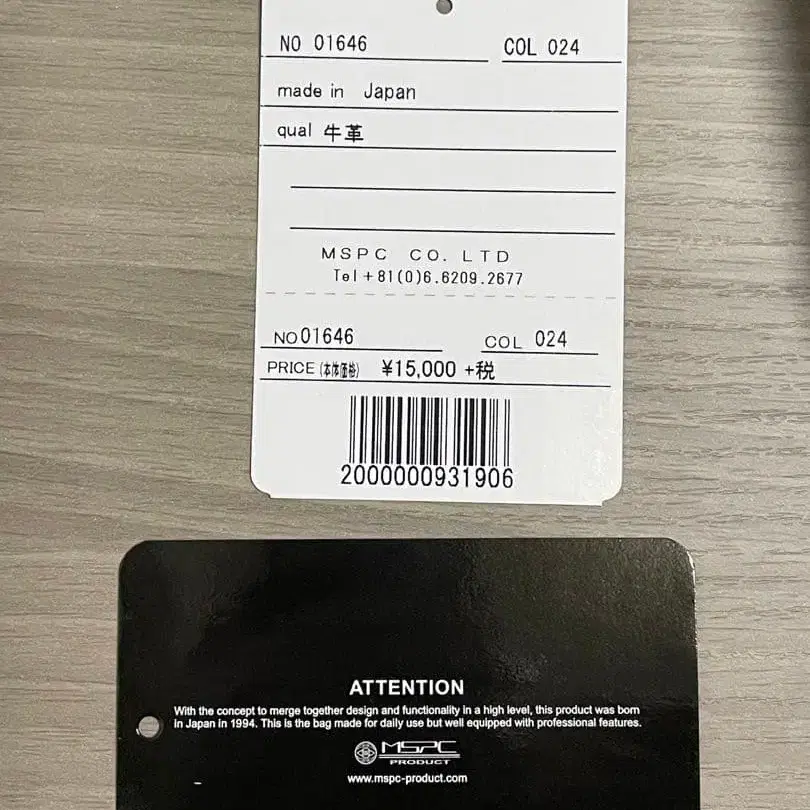 NO 01646 COL 024
made in Japan
qual 牛革
MSPC CO. LTD
Tel+81(0)6.6209.2677
NO 01646 COL 024
PRICE (本体価格) ¥15,000 +税
2000000931906
ATTENTION
With the concept to merge together design and functionality in a high level, this product was born
in Japan in 1994. This is the bag made for daily use but well equipped with professional features.
MSPC
PRODUCT
www.mspc-product.com